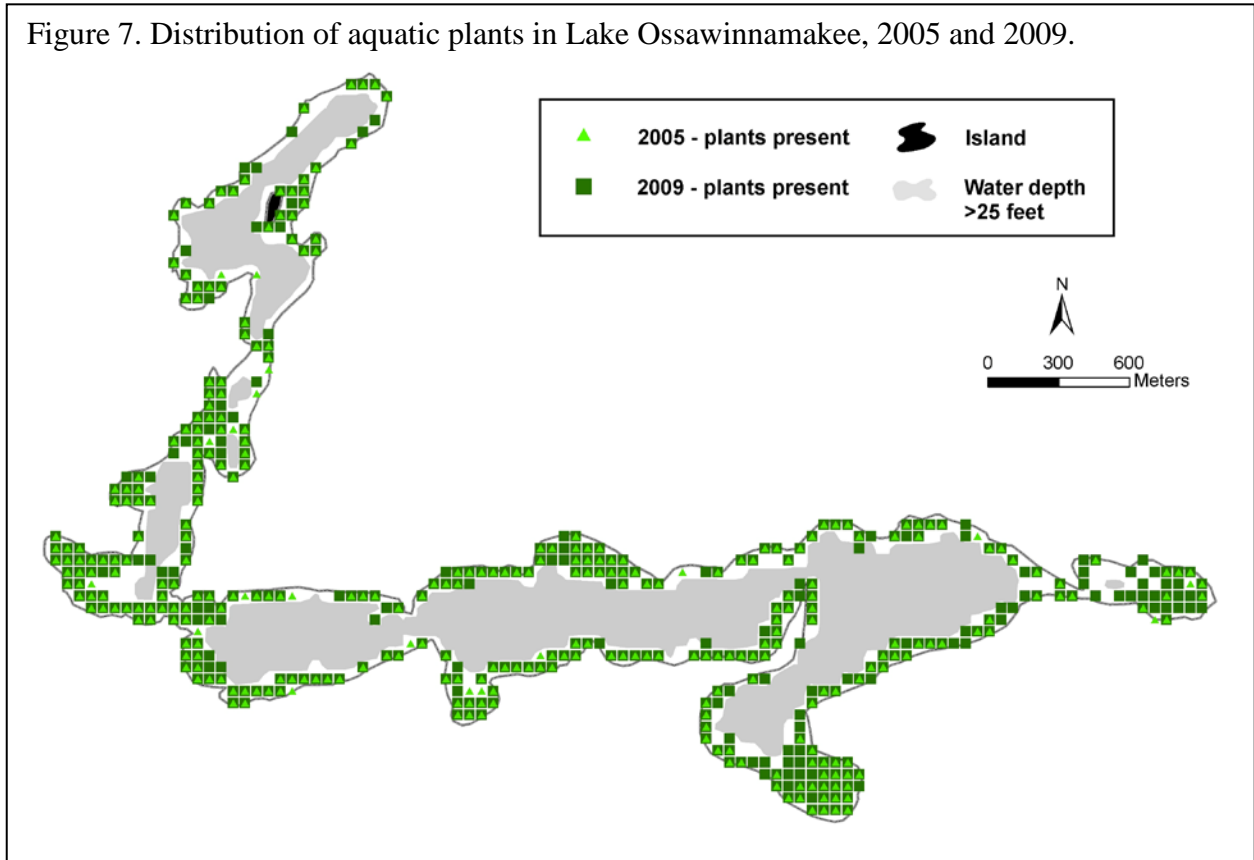 Figure 7. Distribution of aquatic plants in Lake Ossawinnamakee, 2005 and 2009.
2005 - plants present
Island
2009 - plants present
Water depth
>25 feet
N
0 300 600
Meters